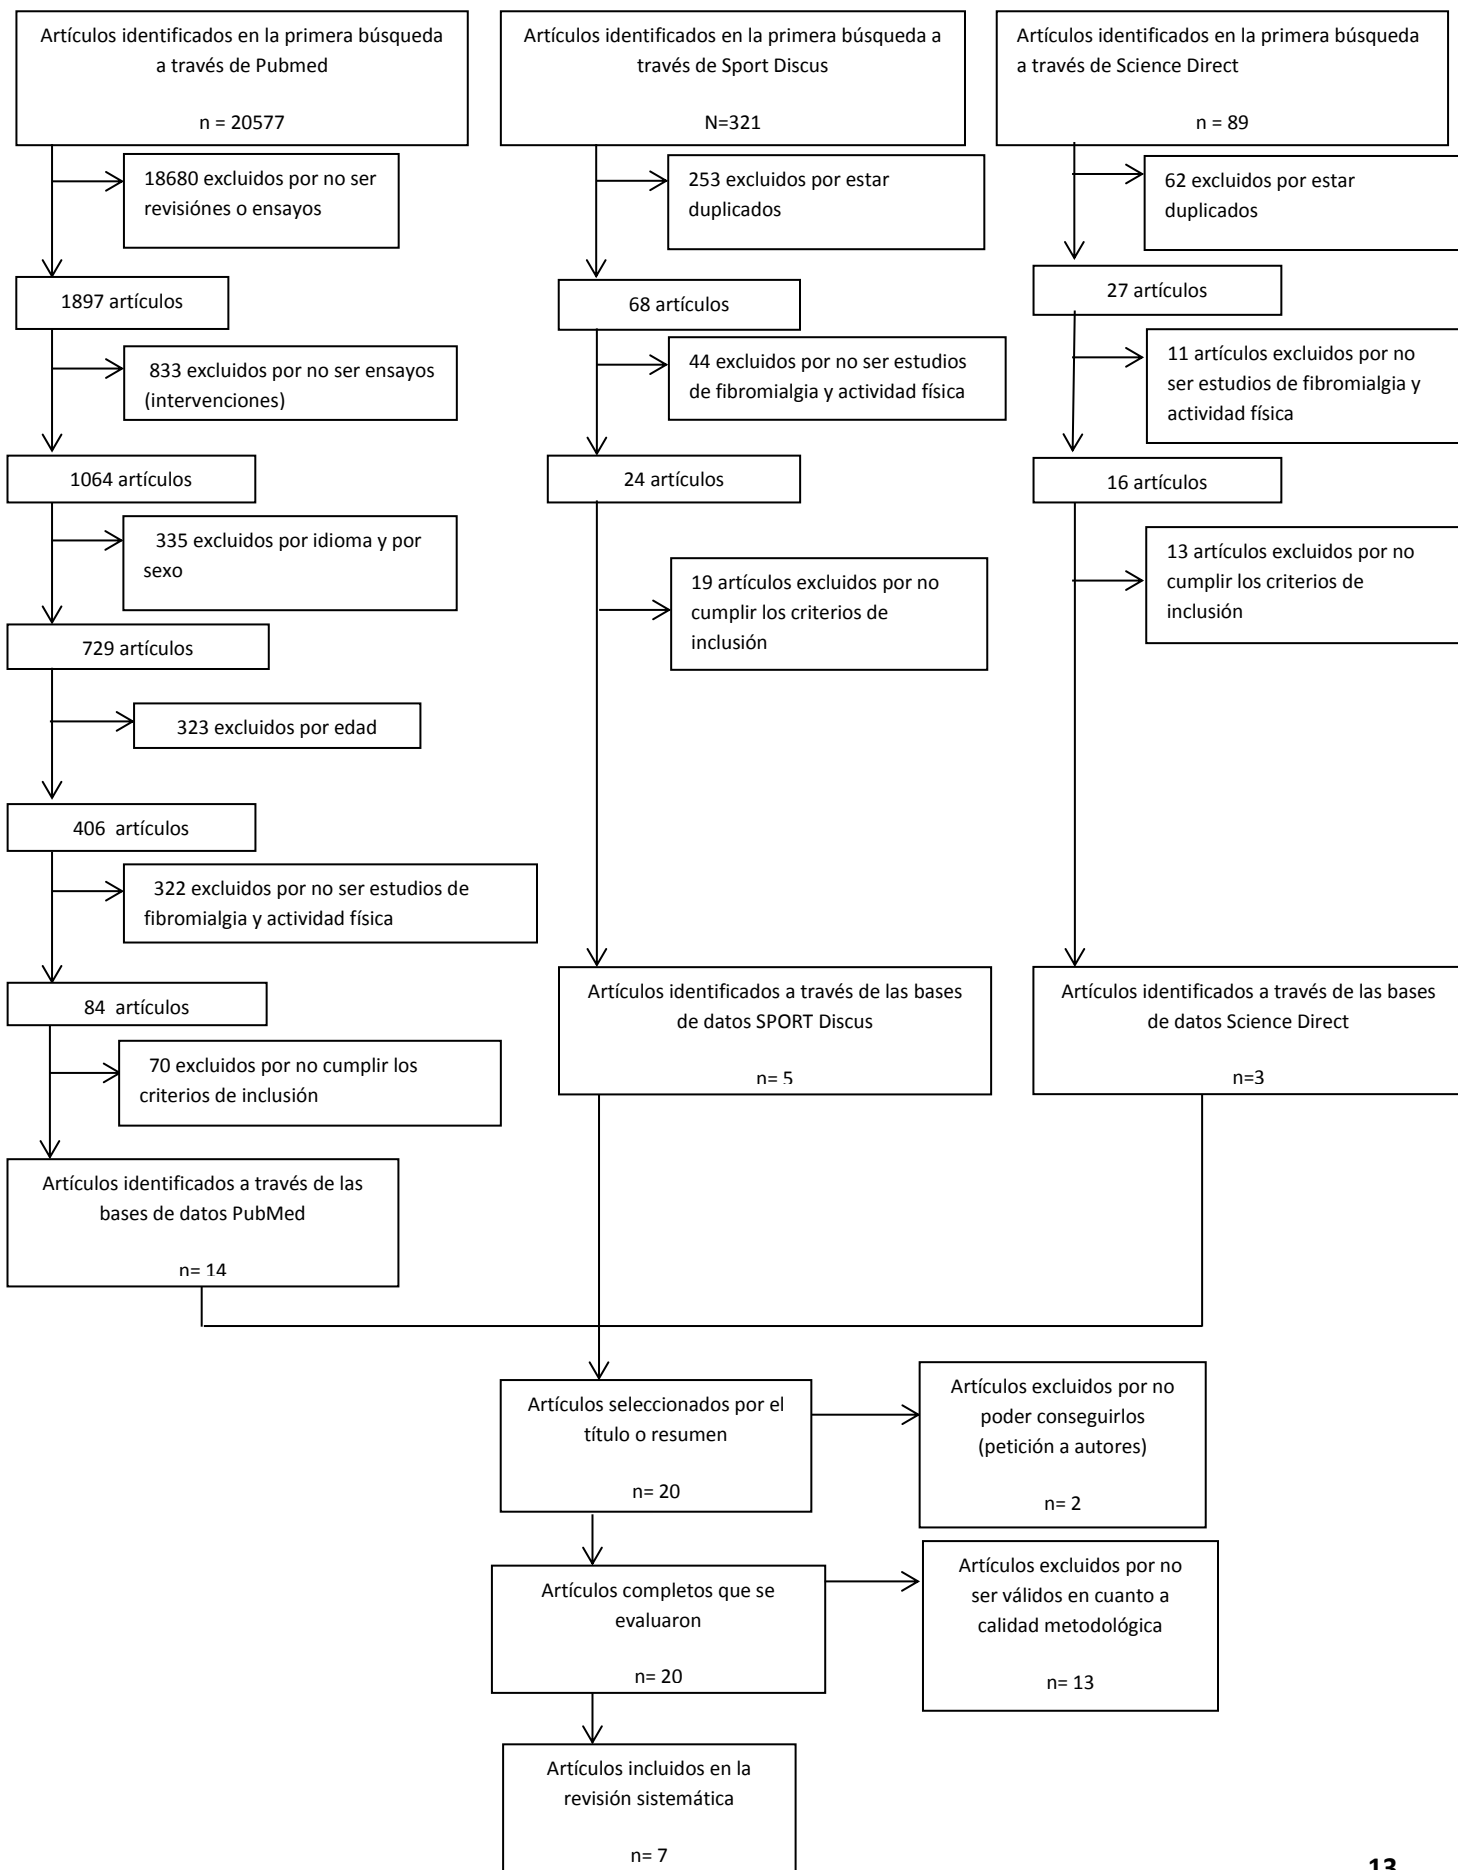 Artículos identificados en la primera búsqueda
a través de Pubmed
n = 20577
Artículos identificados en la primera búsqueda a
través de Sport Discus
N=321
Artículos identificados en la primera búsqueda
a través de Science Direct
n = 89
18680 excluidos por no ser
revisiónes o ensayos
253 excluidos por estar
duplicados
62 excluidos por estar
duplicados
1897 artículos
68 artículos
27 artículos
833 excluidos por no ser ensayos
(intervenciones)
44 excluidos por no ser estudios
de fibromialgia y actividad física
11 artículos excluidos por no
ser estudios de fibromialgia y
actividad física
1064 artículos
24 artículos
16 artículos
335 excluidos por idioma y por
sexo
19 artículos excluidos por no
cumplir los criterios de
inclusión
13 artículos excluidos por no
cumplir los criterios de
inclusión
729 artículos
323 excluidos por edad
406 artículos
322 excluidos por no ser estudios de
fibromialgia y actividad física
84 artículos
70 excluidos por no cumplir los
criterios de inclusión
Artículos identificados a través de las bases
de datos SPORT Discus
n= 5
Artículos identificados a través de las bases
de datos Science Direct
n=3
Artículos identificados a través de las
bases de datos PubMed
n= 14
Artículos seleccionados por el
título o resumen
n= 20
Artículos excluidos por no
poder conseguirlos
(petición a autores)
n= 2
Artículos completos que se
evaluaron
n= 20
Artículos excluidos por no
ser válidos en cuanto a
calidad metodológica
n= 13
Artículos incluidos en la
revisión sistemática
n= 7
13